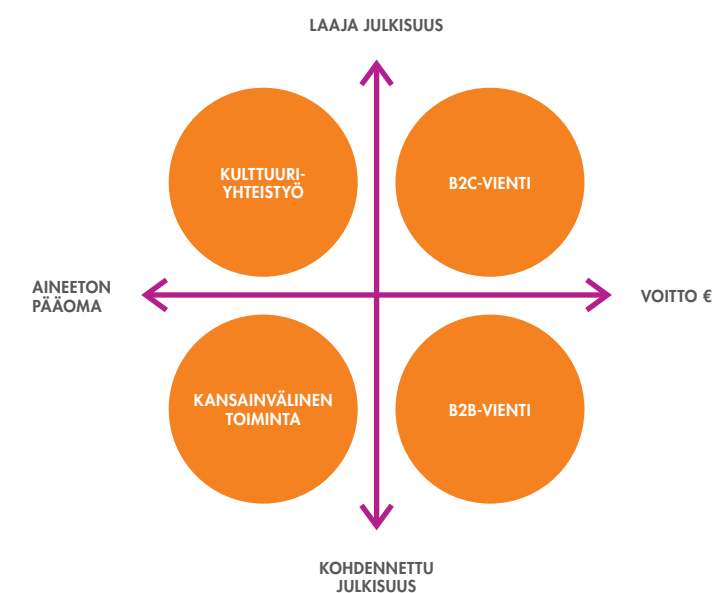 LAAJA JULKISUUS
KULTTUURI-
YHTEISTYÖ
B2C-VIENTI
AINEETON
PÄÄOMA
VOITTO €
KANSAINVÄLINEN
TOIMINTA
B2B-VIENTI
KOHDENNETTU
JULKISUUS